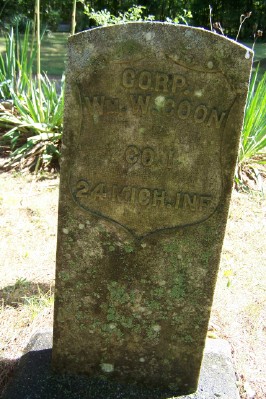 CORP.
WM. W. COON
CO. I
24 MICH. INF.